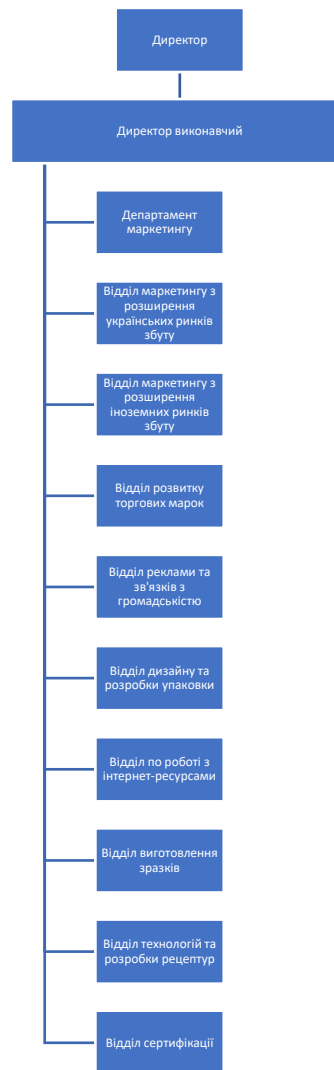 Директор
Директор виконавчий
Департамент
маркетингу
Відділ маркетингу з
розширення
українських ринків
збуту
Відділ маркетингу з
розширення
іноземних ринків
збуту
Відділ розвитку
торгових марок
Відділ реклами та
зв'язків з
громадськістю
Відділ дизайну та
розробки упаковки
Відділ по роботі з
інтернет-ресурсами
Відділ виготовлення
зразків
Відділ технологій та
розробки рецептур
Відділ сертифікації